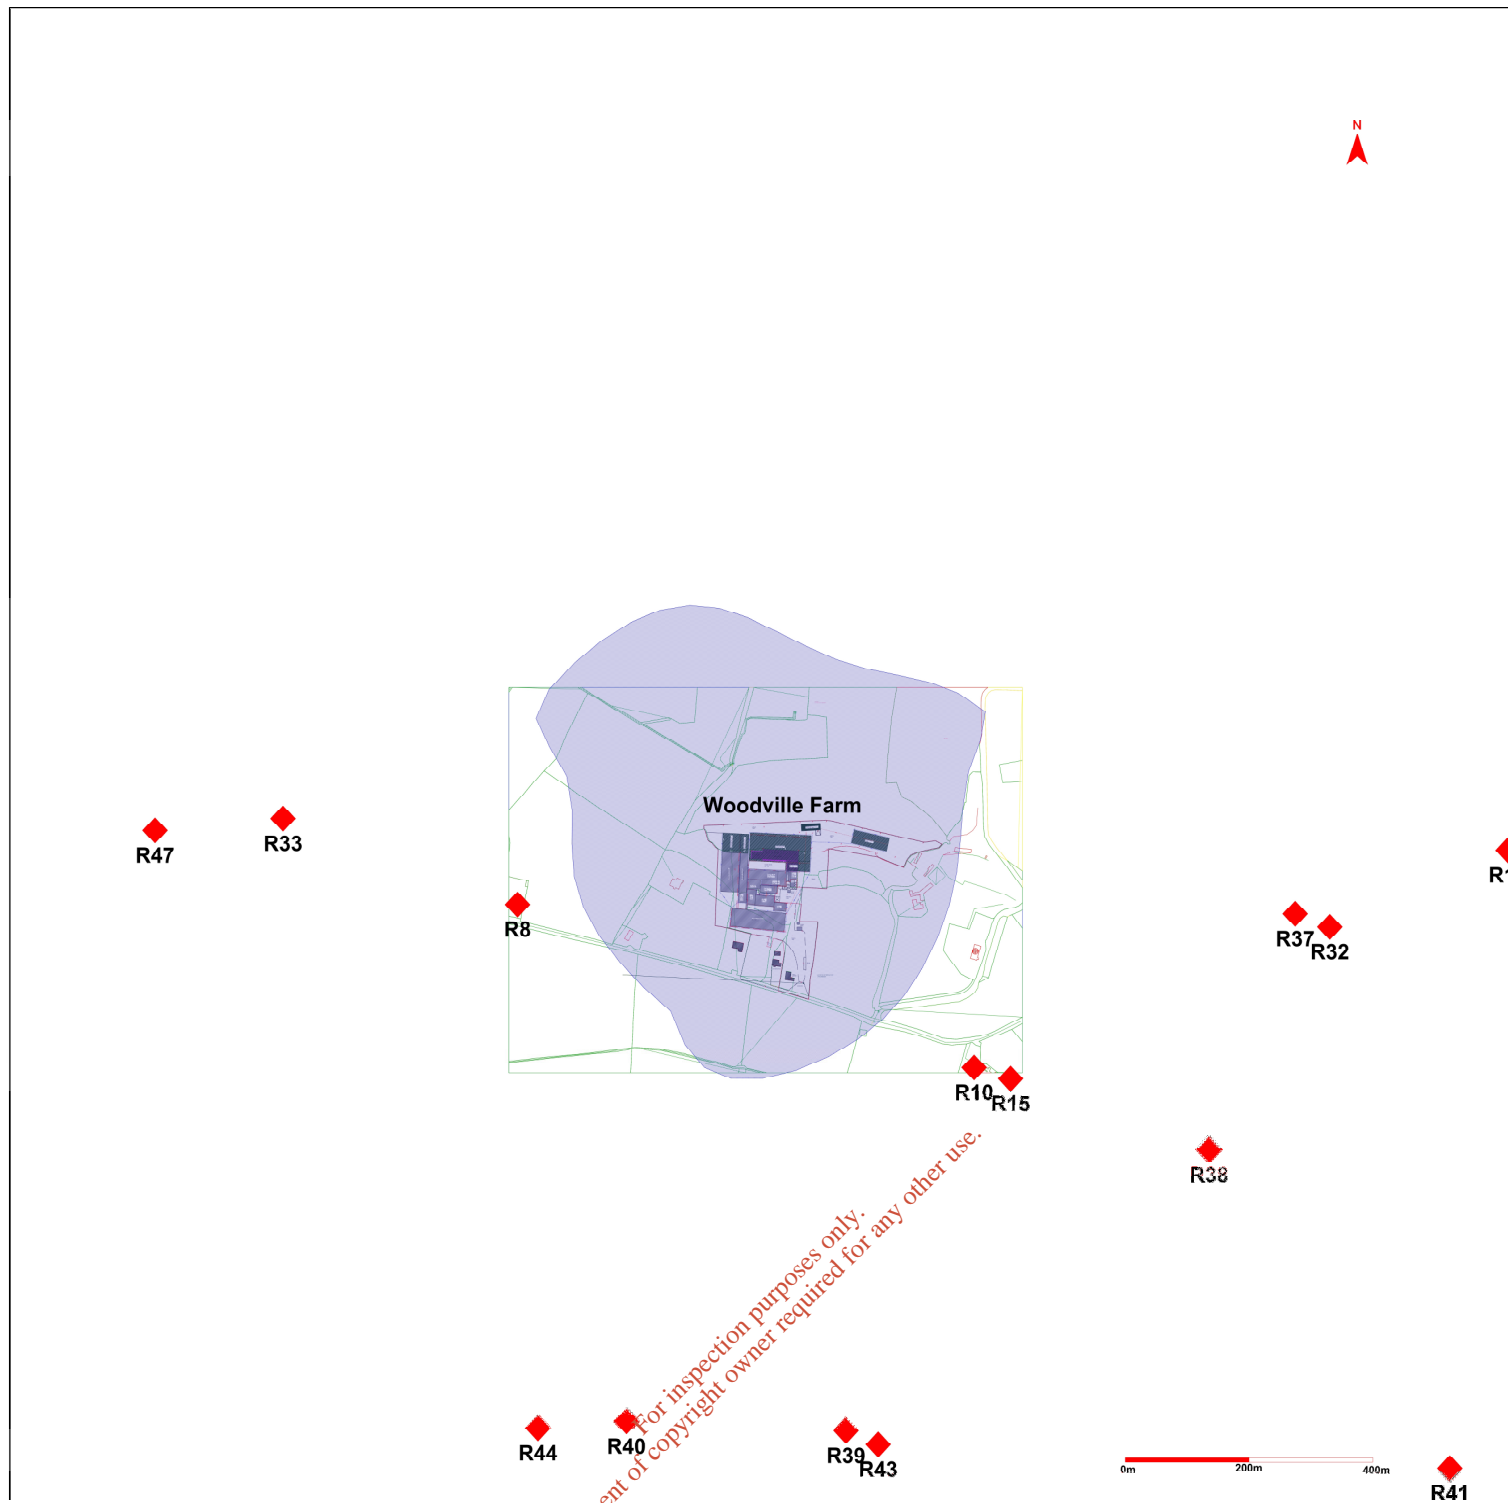 N
Woodville Farm
R47
R33
R8
R37
R32
R10
R15
R38
For inspection purposes only.
of copyright owner required for any other use.
R44
R40
R39
R43
0m
200m
400m
R41